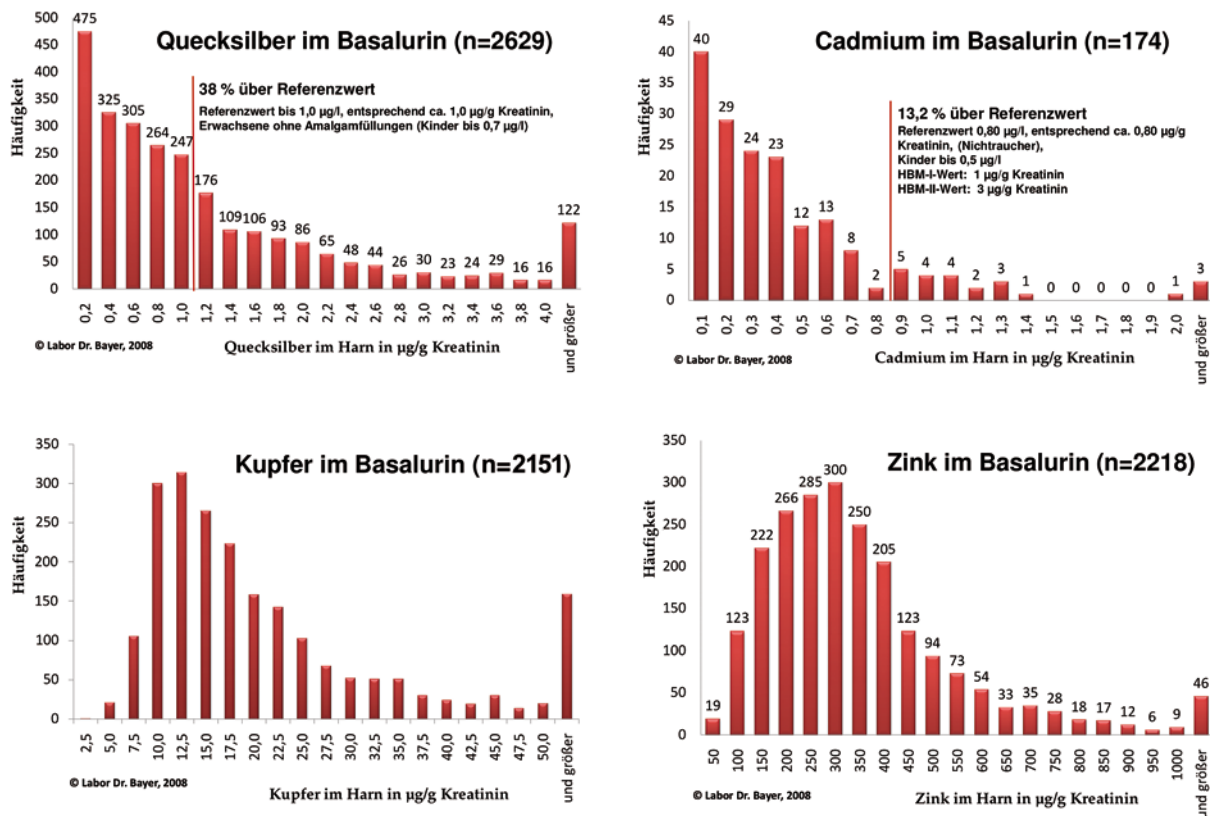 Quecksilber im Basalurin (n=2629)
Häufigkeit
500
450
400
350
300
250
200
150
100
50
0
38 % über Referenzwert
Referenzwert bis 1,0 µg/l, entsprechend ca. 1,0 µg/g Kreatinin,
Erwachsene ohne Amalgamfüllungen (Kinder bis 0,7 µg/l)
475 325 305 264 247 176 109 106 93 86 65 48 44 26 30 23 24 29 16 16 122
0,2 0,4 0,6 0,8 1,0 1,2 1,4 1,6 1,8 2,0 2,2 2,4 2,6 2,8 3,0 3,2 3,4 3,6 3,8 4,0 und größer
© Labor Dr. Bayer, 2008
Quecksilber im Harn in µg/g Kreatinin
Cadmium im Basalurin (n=174)
Häufigkeit
45
40
35
30
25
20
15
10
5
0
13,2 % über Referenzwert
Referenzwert 0,80 µg/l, entsprechend ca. 0,80 µg/g
Kreatinin, (Nichtraucher),
Kinder bis 0,5 µg/l
HBM-I-Wert: 1 µg/g Kreatinin
HBM-II-Wert: 3 µg/g Kreatinin
40 29 24 23 12 13 8 2 5 4 4 2 3 1 0 0 0 0 0 1 3
0,1 0,2 0,3 0,4 0,5 0,6 0,7 0,8 0,9 1,0 1,1 1,2 1,3 1,4 1,5 1,6 1,7 1,8 1,9 2,0 und größer
© Labor Dr. Bayer, 2008
Cadmium im Harn in µg/g Kreatinin
Kupfer im Basalurin (n=2151)
Häufigkeit
350
300
250
200
150
100
50
0
2,5 5,0 7,5 10,0 12,5 15,0 17,5 20,0 22,5 25,0 27,5 30,0 32,5 35,0 37,5 40,0 42,5 45,0 47,5 50,0 und größer
© Labor Dr. Bayer, 2008
Kupfer im Harn in µg/g Kreatinin
Zink im Basalurin (n=2218)
Häufigkeit
350
300
250
200
150
100
50
0
19 123 222 266 285 300 250 205 123 94 73 54 33 35 28 18 17 12 6 9 46
50 100 150 200 250 300 350 400 450 500 550 600 650 700 750 800 850 900 950 1000 und größer
© Labor Dr. Bayer, 2008
Zink im Harn in µg/g Kreatinin